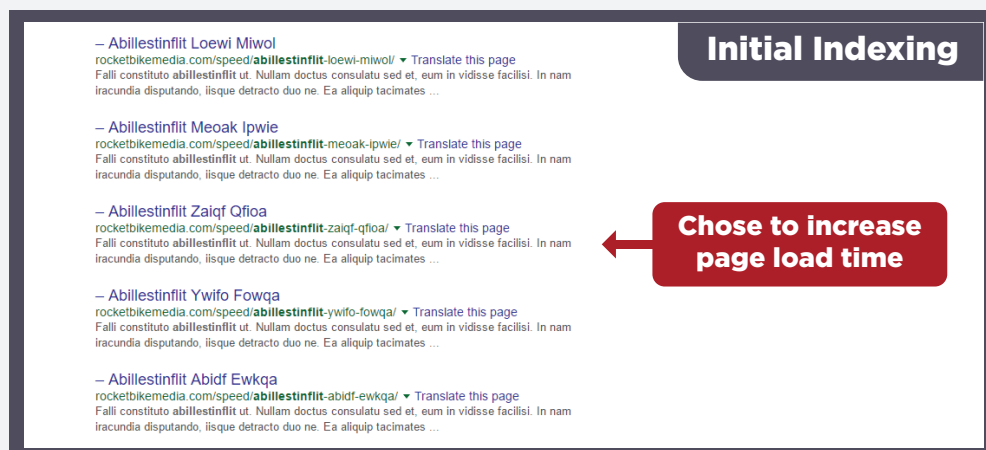 Initial Indexing
– Abillestinflit Loewi Miwol
rocketbikemedia.com/speed/abillestinflit-loewi-miwol/ ▾ Translate this page
Falli constituto abillestinflit ut. Nullam doctus consulatu sed et, eum in vidisse facilisi. In nam
iracundia disputando, iisque detracto duo ne. Ea aliquip tacimates ...
– Abillestinflit Meoak Ipwie
rocketbikemedia.com/speed/abillestinflit-meoak-ipwie/ ▾ Translate this page
Falli constituto abillestinflit ut. Nullam doctus consulatu sed et, eum in vidisse facilisi. In nam
iracundia disputando, iisque detracto duo ne. Ea aliquip tacimates ...
– Abillestinflit Zaiqf Qfioa
rocketbikemedia.com/speed/abillestinflit-zaiqf-qfioa/ ▾ Translate this page
Falli constituto abillestinflit ut. Nullam doctus consulatu sed et, eum in vidisse facilisi. In nam
iracundia disputando, iisque detracto duo ne. Ea aliquip tacimates ...
Chose to increase
page load time
– Abillestinflit Ywifo Fowqa
rocketbikemedia.com/speed/abillestinflit-ywifo-fowqa/ ▾ Translate this page
Falli constituto abillestinflit ut. Nullam doctus consulatu sed et, eum in vidisse facilisi. In nam
iracundia disputando, iisque detracto duo ne. Ea aliquip tacimates ...
– Abillestinflit Abidf Ewkqa
rocketbikemedia.com/speed/abillestinflit-abidf-ewkqa/ ▾ Translate this page
Falli constituto abillestinflit ut. Nullam doctus consulatu sed et, eum in vidisse facilisi. In nam
iracundia disputando, iisque detracto duo ne. Ea aliquip tacimates ...